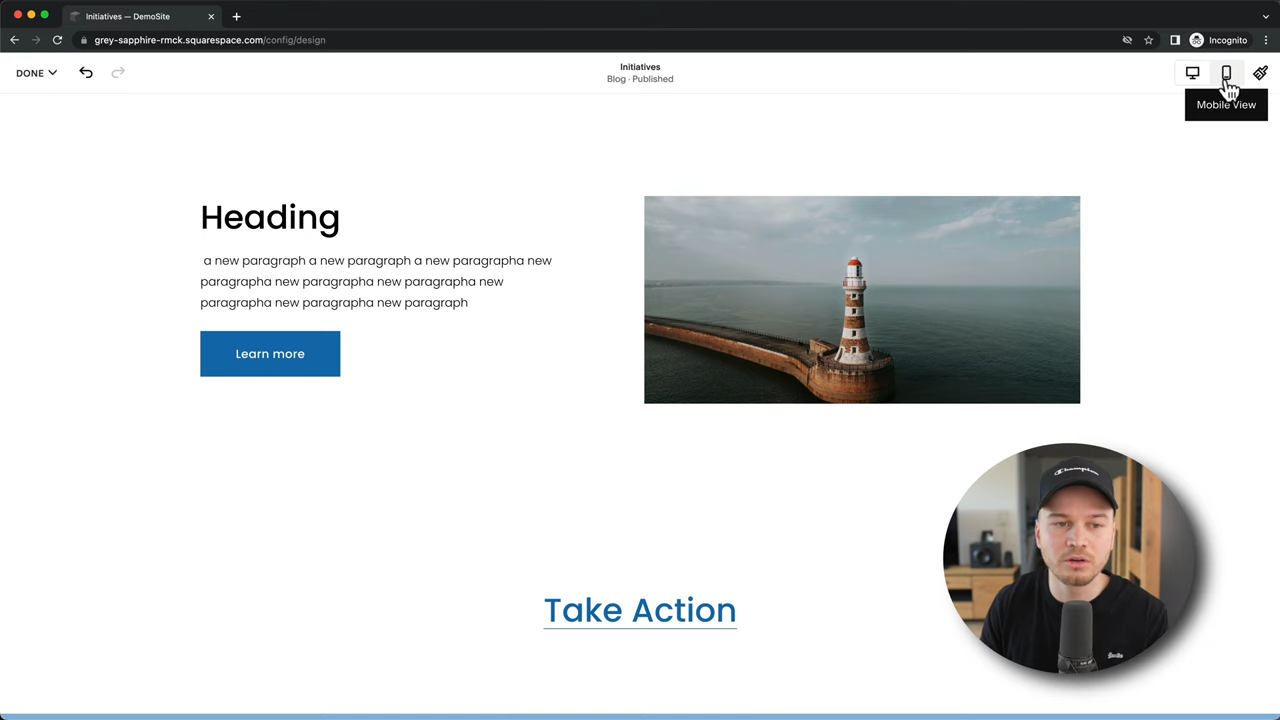 Initiatives — DemoSite
grey-sapphire-rmck.squarespace.com/config/design
Incognito
DONE
Initiatives
Blog · Published
Mobile View
Heading
a new paragraph a new paragraph a new paragrapha new
paragrapha new paragrapha new paragrapha new
paragrapha new paragrapha new paragraph
Learn more
Champion
Take Action